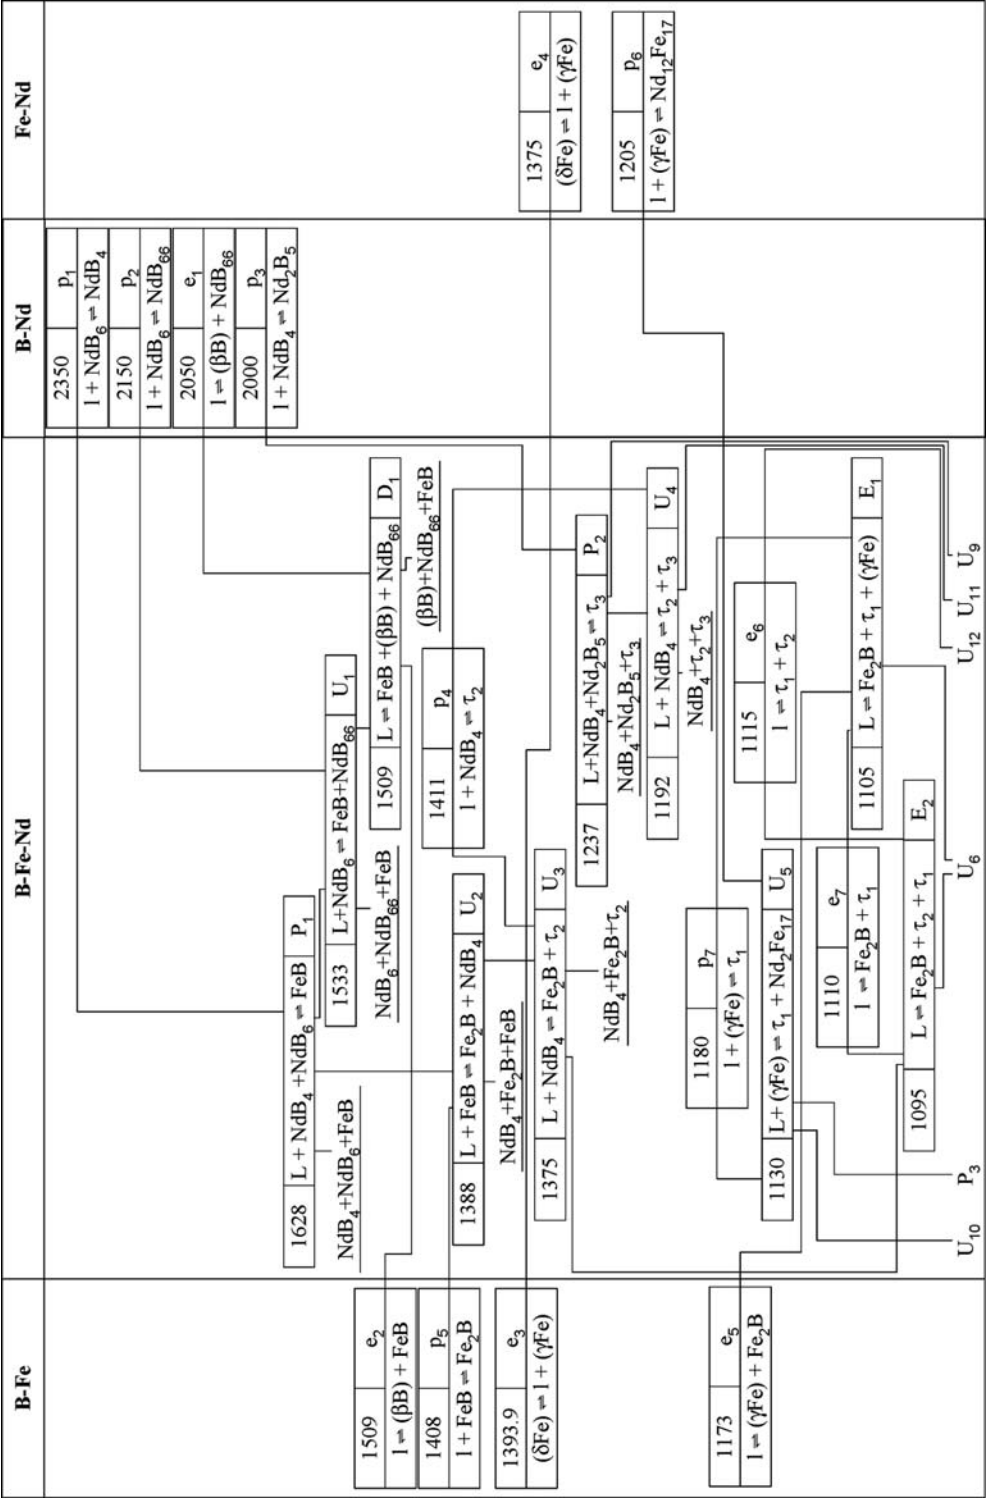 B-Fe
B-Fe-Nd
B-Nd
Fe-Nd
2350 p₁
l + NdB₆ ⇌ NdB₄
2150 p₂
l + NdB₆ ⇌ NdB₆₆
2050 e₁
l ⇌ (βB) + NdB₆₆
2000 p₃
l + NdB₄ ⇌ Nd₂B₅
1628 L + NdB₄ +NdB₆ ⇌ FeB P₁
NdB₄+NdB₆+FeB
1533 L+NdB₆ ⇌ FeB+NdB₆₆ U₁
NdB₆+NdB₆₆+FeB
1509 e₂
l ⇌ (βB) + FeB
1509 L ⇌ FeB +(βB) + NdB₆₆ D₁
(βB)+NdB₆₆+FeB
1408 p₅
l + FeB ⇌ Fe₂B
1411 p₄
l + NdB₄ ⇌ τ₂
1388 L + FeB ⇌ Fe₂B + NdB₄ U₂
NdB₄+Fe₂B+FeB
1393.9 e₃
(δFe) ⇌ l + (γFe)
1375 e₄
(δFe) ⇌ l + (γFe)
1375 L + NdB₄ ⇌ Fe₂B + τ₂ U₃
NdB₄+Fe₂B+τ₂
1237 L+NdB₄+Nd₂B₅ ⇌ τ₃ P₂
NdB₄+Nd₂B₅+τ₃
1205 p₆
l + (γFe) ⇌ Nd₁₂Fe₁₇
1192 L + NdB₄ ⇌ τ₂ + τ₃ U₄
NdB₄+τ₂+τ₃
1180 p₇
l + (γFe) ⇌ τ₁
1173 e₅
l ⇌ (γFe) + Fe₂B
1130 L+ (γFe) ⇌ τ₁ + Nd₂Fe₁₇ U₅
1115 e₆
l ⇌ τ₁ + τ₂
1110 e₇
l ⇌ Fe₂B + τ₁
1105 L ⇌ Fe₂B + τ₁ + (γFe) E₁
1095 L ⇌ Fe₂B + τ₂ + τ₁ E₂
U₁₀ P₃ U₆ U₁₂ U₁₁ U₉